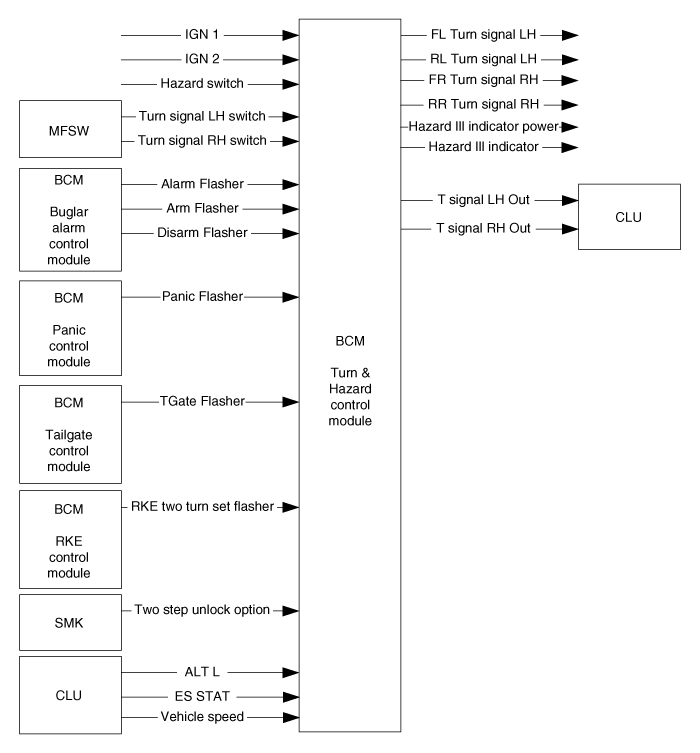 IGN 1
IGN 2
Hazard switch
MFSW
Turn signal LH switch
Turn signal RH switch
BCM
Buglar
alarm
control
module
Alarm Flasher
Arm Flasher
Disarm Flasher
BCM
Panic
control
module
Panic Flasher
BCM
Tailgate
control
module
TGate Flasher
BCM
RKE
control
module
RKE two turn set flasher
SMK
Two step unlock option
CLU
ALT L
ES STAT
Vehicle speed
BCM
Turn &
Hazard
control
module
FL Turn signal LH
RL Turn signal LH
FR Turn signal RH
RR Turn signal RH
Hazard III indicator power
Hazard III indicator
T signal LH Out
T signal RH Out
CLU